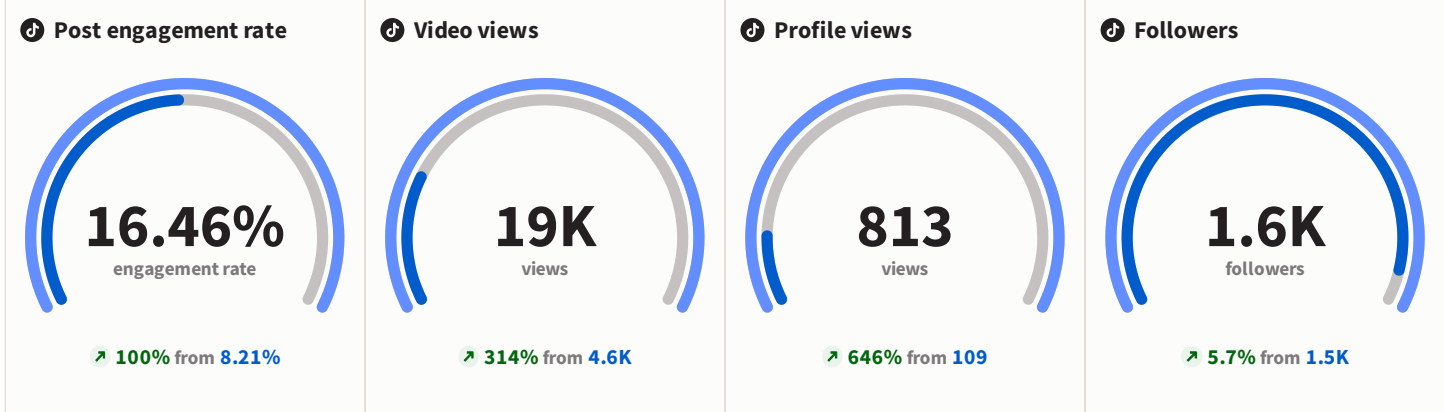 Post engagement rate
16.46%
engagement rate
100% from 8.21%
Video views
19K
views
314% from 4.6K
Profile views
813
views
646% from 109
Followers
1.6K
followers
5.7% from 1.5K